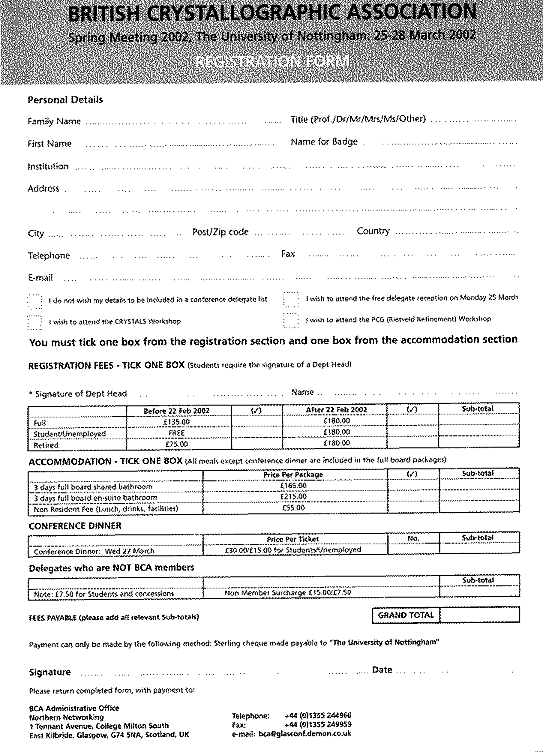 BRITISH CRYSTALLOGRAPHIC ASSOCIATION
Spring Meeting 2002, The University of Nottingham: 25-28 March 2002
REGISTRATION FORM
Personal Details
Family Name Title (Prof./Dr/Mr/Mrs/Ms/Other)
First Name Name for Badge
Institution
Address
City Post/Zip code Country
Telephone Fax
E-mail
I do not wish my details to be included in a conference delegate list I wish to attend the free delegate reception on Monday 25 March
I wish to attend the CRYSTALS Workshop I wish to attend the PCG (Rietveld Refinement) Workshop
You must tick one box from the registration section and one box from the accommodation section
REGISTRATION FEES - TICK ONE BOX (Students require the signature of a Dept Head)
* Signature of Dept Head Name
Before 22 Feb 2002 (✓) After 22 Feb 2002 (✓) Sub-total
Full £135.00 £180.00
Student/Unemployed FREE £180.00
Retired £75.00 £180.00
ACCOMMODATION - TICK ONE BOX (All meals except conference dinner are included in the full board packages)
Price Per Package (✓) Sub-total
3 days full board shared bathroom £165.00
3 days full board en-suite bathroom £215.00
Non Resident Fee (Lunch, drinks, facilities) £55.00
CONFERENCE DINNER
Price Per Ticket No. Sub-total
Conference Dinner: Wed 27 March £30.00/£15.00 for Students/Unemployed
Delegates who are NOT BCA members
Sub-total
Note: £7.50 for Students and concessions Non Member Surcharge £15.00/£7.50
FEES PAYABLE (please add all relevant Sub-totals) GRAND TOTAL
Payment can only be made by the following method: Sterling cheque made payable to "The University of Nottingham"
Signature Date
Please return completed form, with payment to:
BCA Administrative Office
Northern Networking Telephone: +44 (0)1355 244966
1 Tennant Avenue, College Milton South Fax: +44 (0)1355 249959
East Kilbride, Glasgow, G74 5NA, Scotland, UK e-mail: bca@glasconf.demon.co.uk